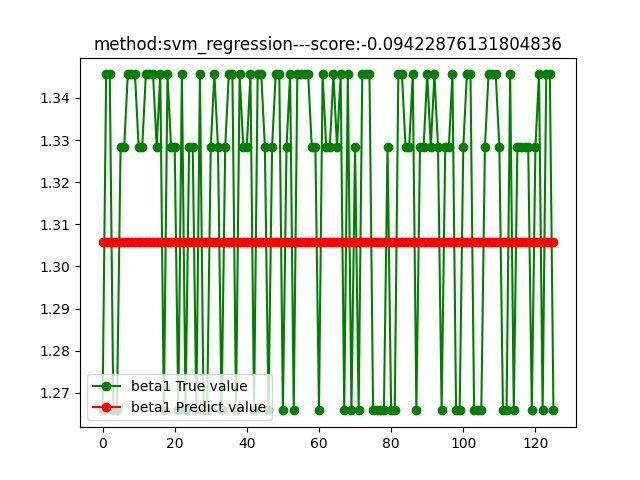 method:svm_regression---score:-0.09422876131804836
1.34
1.33
1.32
1.31
1.30
1.29
1.28
1.27
beta1 True value
beta1 Predict value
0 20 40 60 80 100 120